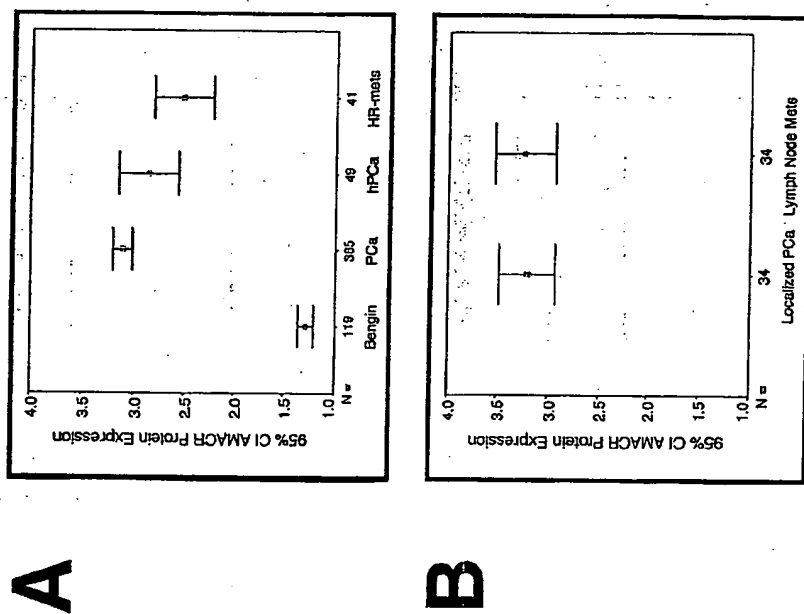 A
95% CI AMACR Protein Expression
4.0
3.5
3.0
2.5
2.0
1.5
1.0
N = 119 385 49 41
Bengin PCa hPCa HR-mets
B
95% CI AMACR Protein Expression
4.0
3.5
3.0
2.5
2.0
1.5
1.0
N = 34 34
Localized PCa Lymph Node Mets